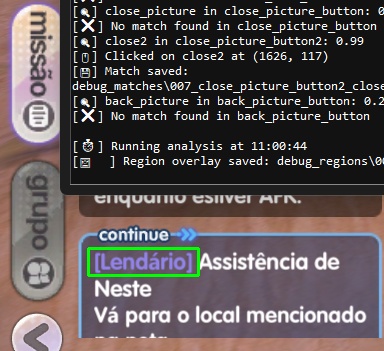 [🔍] close_picture in close_picture_button: 0
[❌] No match found in close_picture_button
[🔍] close2 in close_picture_button2: 0.99
[🖱] Clicked on close2 at (1626, 117)
[💾] Match saved:
debug_matches\007_close_picture_button2_close
[🔍] back_picture in back_picture_button: 0.2
[❌] No match found in back_picture_button
[⏱] Running analysis at 11:00:44
[🖼 ] Region overlay saved: debug_regions\00
missão
grupo
enquanto estiver AFK.
continue
[Lendário] Assistência de
Neste
Vá para o local mencionado